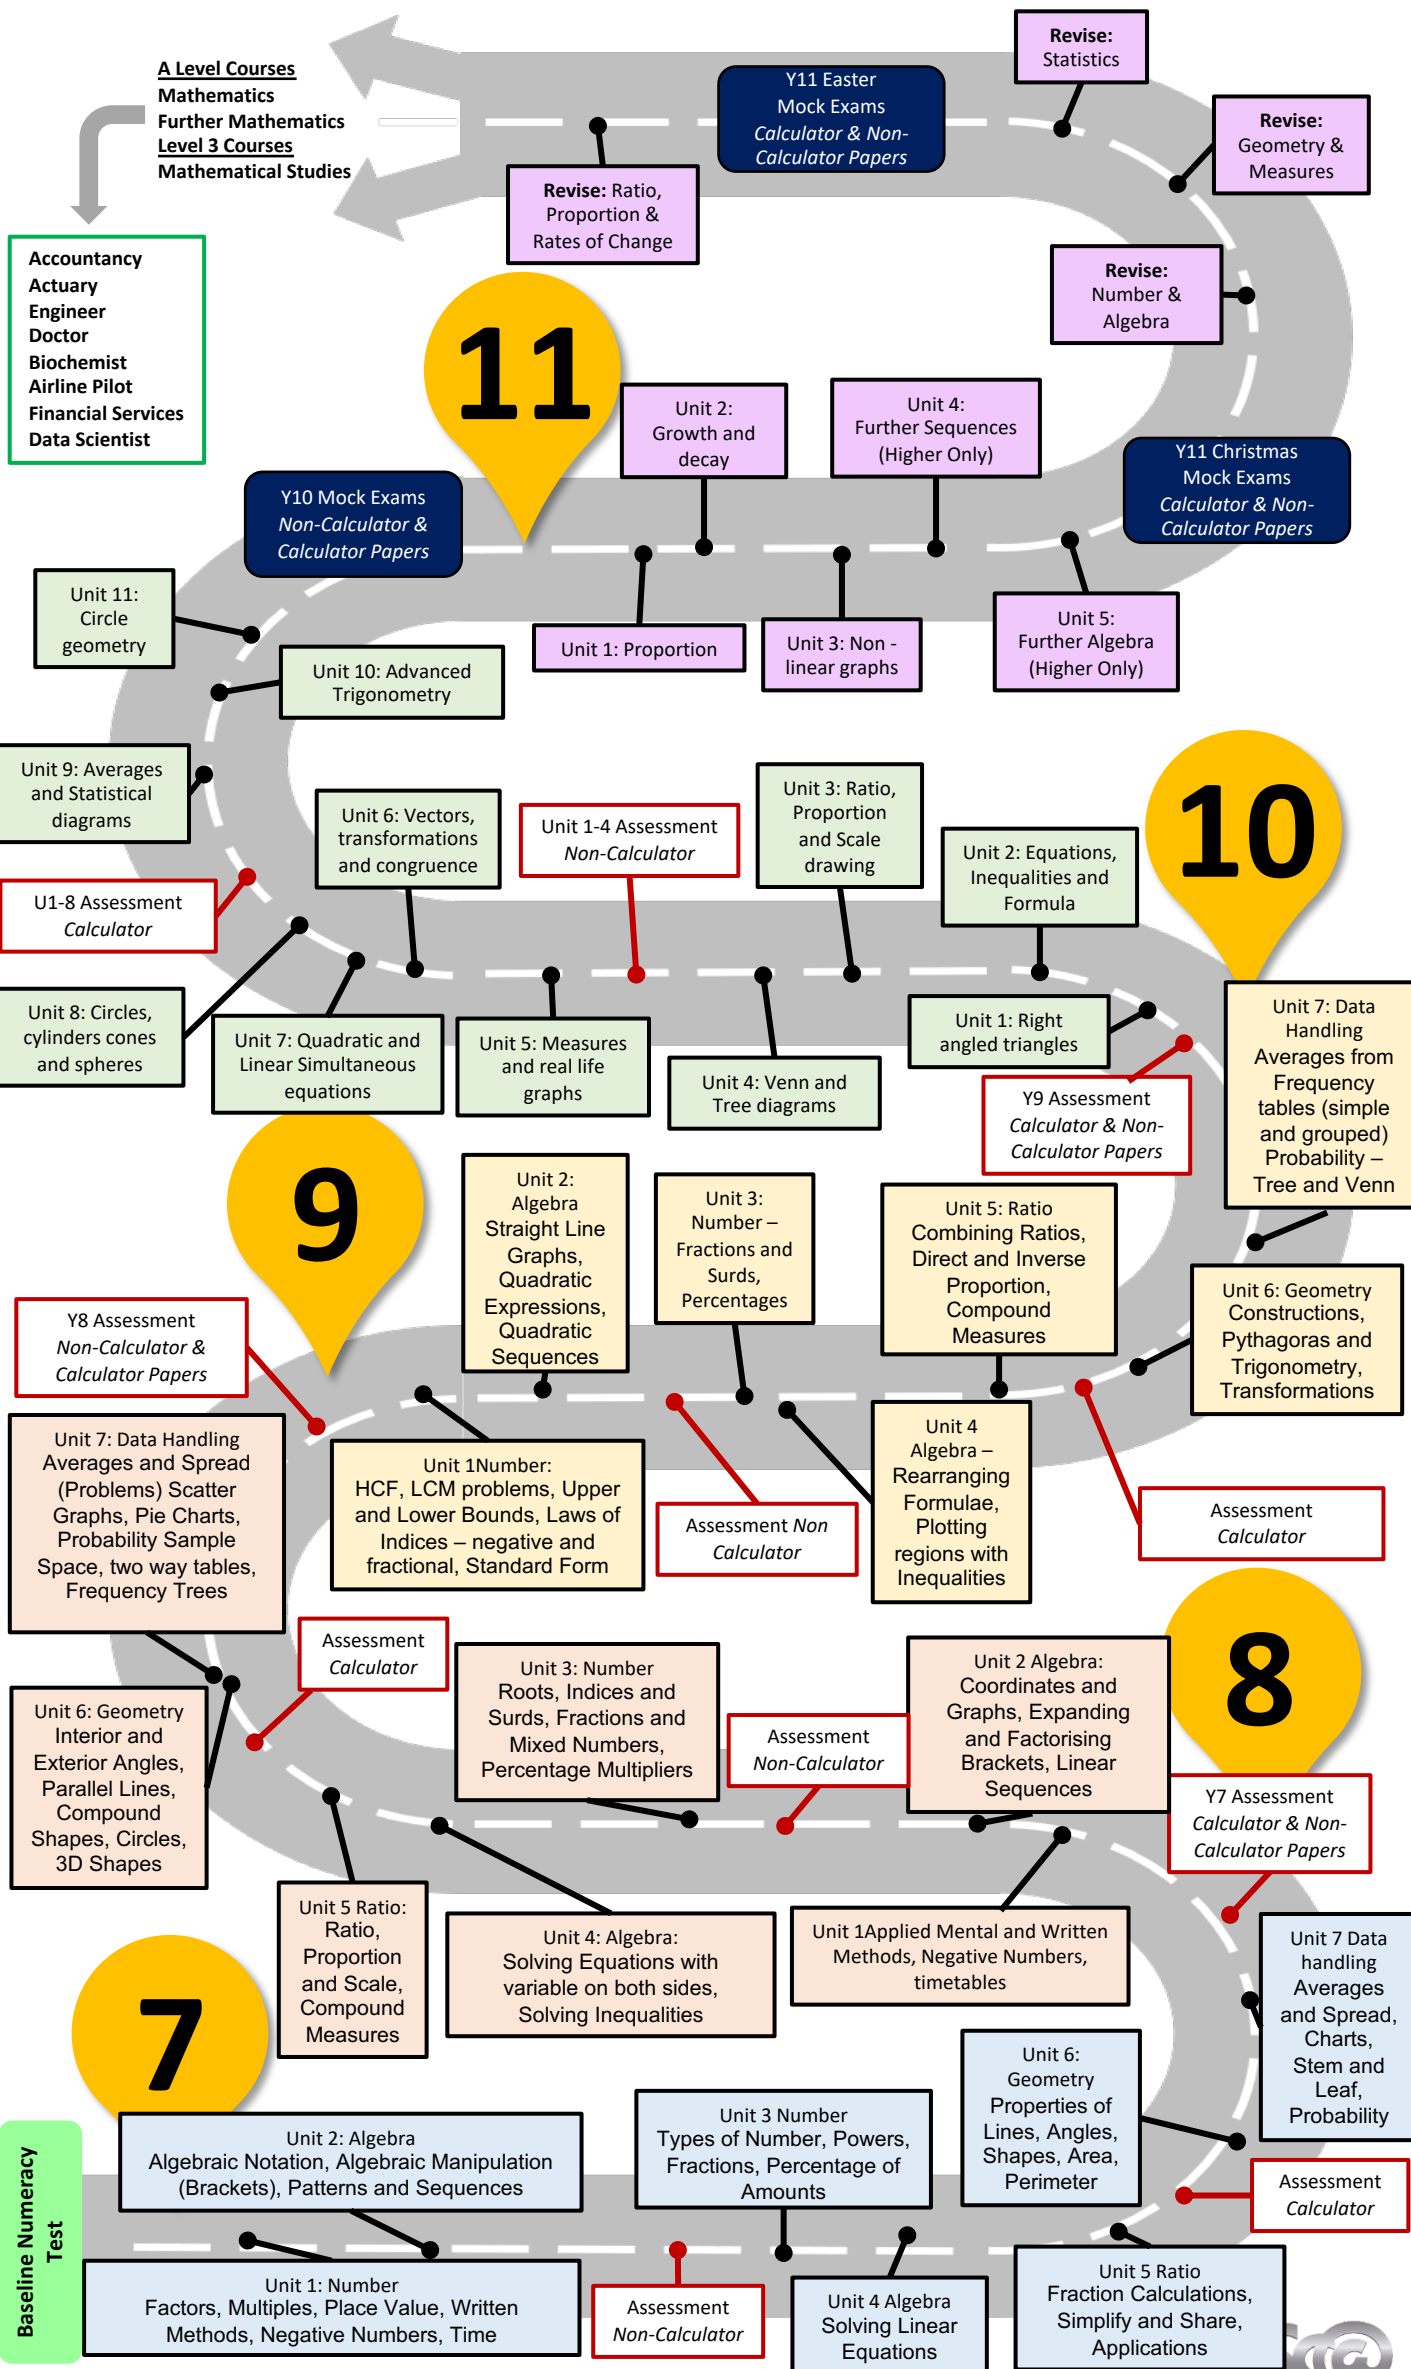 A Level Courses
Mathematics
Further Mathematics
Level 3 Courses
Mathematical Studies
Accountancy
Actuary
Engineer
Doctor
Biochemist
Airline Pilot
Financial Services
Data Scientist
Y11 Easter
Mock Exams
Calculator & Non-
Calculator Papers
Revise:
Statistics
Revise:
Geometry &
Measures
Revise: Ratio,
Proportion &
Rates of Change
Revise:
Number &
Algebra
11
Unit 2:
Growth and
decay
Unit 4:
Further Sequences
(Higher Only)
Y11 Christmas
Mock Exams
Calculator & Non-
Calculator Papers
Y10 Mock Exams
Non-Calculator &
Calculator Papers
Unit 11:
Circle
geometry
Unit 1: Proportion
Unit 3: Non -
linear graphs
Unit 5:
Further Algebra
(Higher Only)
Unit 10: Advanced
Trigonometry
Unit 9: Averages
and Statistical
diagrams
Unit 6: Vectors,
transformations
and congruence
Unit 1-4 Assessment
Non-Calculator
Unit 3: Ratio,
Proportion
and Scale
drawing
Unit 2: Equations,
Inequalities and
Formula
10
U1-8 Assessment
Calculator
Unit 8: Circles,
cylinders cones
and spheres
Unit 7: Quadratic and
Linear Simultaneous
equations
Unit 5: Measures
and real life
graphs
Unit 4: Venn and
Tree diagrams
Unit 1: Right
angled triangles
Y9 Assessment
Calculator & Non-
Calculator Papers
Unit 7: Data
Handling
Averages from
Frequency
tables (simple
and grouped)
Probability –
Tree and Venn
9
Unit 2:
Algebra
Straight Line
Graphs,
Quadratic
Expressions,
Quadratic
Sequences
Unit 3:
Number –
Fractions and
Surds,
Percentages
Unit 5: Ratio
Combining Ratios,
Direct and Inverse
Proportion,
Compound
Measures
Unit 6: Geometry
Constructions,
Pythagoras and
Trigonometry,
Transformations
Y8 Assessment
Non-Calculator &
Calculator Papers
Unit 7: Data Handling
Averages and Spread
(Problems) Scatter
Graphs, Pie Charts,
Probability Sample
Space, two way tables,
Frequency Trees
Unit 1Number:
HCF, LCM problems, Upper
and Lower Bounds, Laws of
Indices – negative and
fractional, Standard Form
Assessment Non
Calculator
Unit 4
Algebra –
Rearranging
Formulae,
Plotting
regions with
Inequalities
Assessment
Calculator
8
Assessment
Calculator
Unit 3: Number
Roots, Indices and
Surds, Fractions and
Mixed Numbers,
Percentage Multipliers
Assessment
Non-Calculator
Unit 2 Algebra:
Coordinates and
Graphs, Expanding
and Factorising
Brackets, Linear
Sequences
Y7 Assessment
Calculator & Non-
Calculator Papers
Unit 6: Geometry
Interior and
Exterior Angles,
Parallel Lines,
Compound
Shapes, Circles,
3D Shapes
Unit 5 Ratio:
Ratio,
Proportion
and Scale,
Compound
Measures
Unit 4: Algebra:
Solving Equations with
variable on both sides,
Solving Inequalities
Unit 1Applied Mental and Written
Methods, Negative Numbers,
timetables
Unit 7 Data
handling
Averages
and Spread,
Charts,
Stem and
Leaf,
Probability
7
Unit 6:
Geometry
Properties of
Lines, Angles,
Shapes, Area,
Perimeter
Unit 2: Algebra
Algebraic Notation, Algebraic Manipulation
(Brackets), Patterns and Sequences
Unit 3 Number
Types of Number, Powers,
Fractions, Percentage of
Amounts
Assessment
Calculator
Baseline Numeracy
Test
Unit 1: Number
Factors, Multiples, Place Value, Written
Methods, Negative Numbers, Time
Assessment
Non-Calculator
Unit 4 Algebra
Solving Linear
Equations
Unit 5 Ratio
Fraction Calculations,
Simplify and Share,
Applications